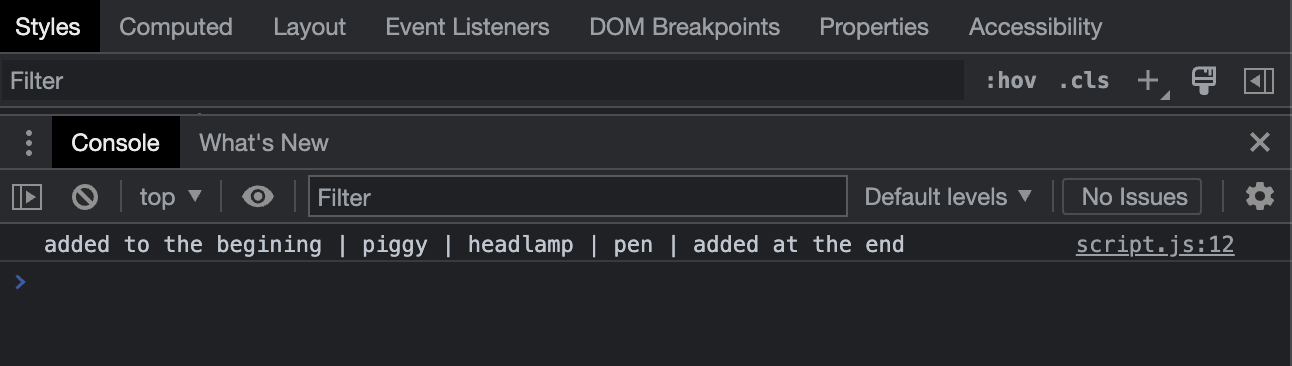 Styles Computed Layout Event Listeners DOM Breakpoints Properties Accessibility
Filter :hov .cls
Console What's New
top Filter Default levels No Issues
added to the begining | piggy | headlamp | pen | added at the end script.js:12